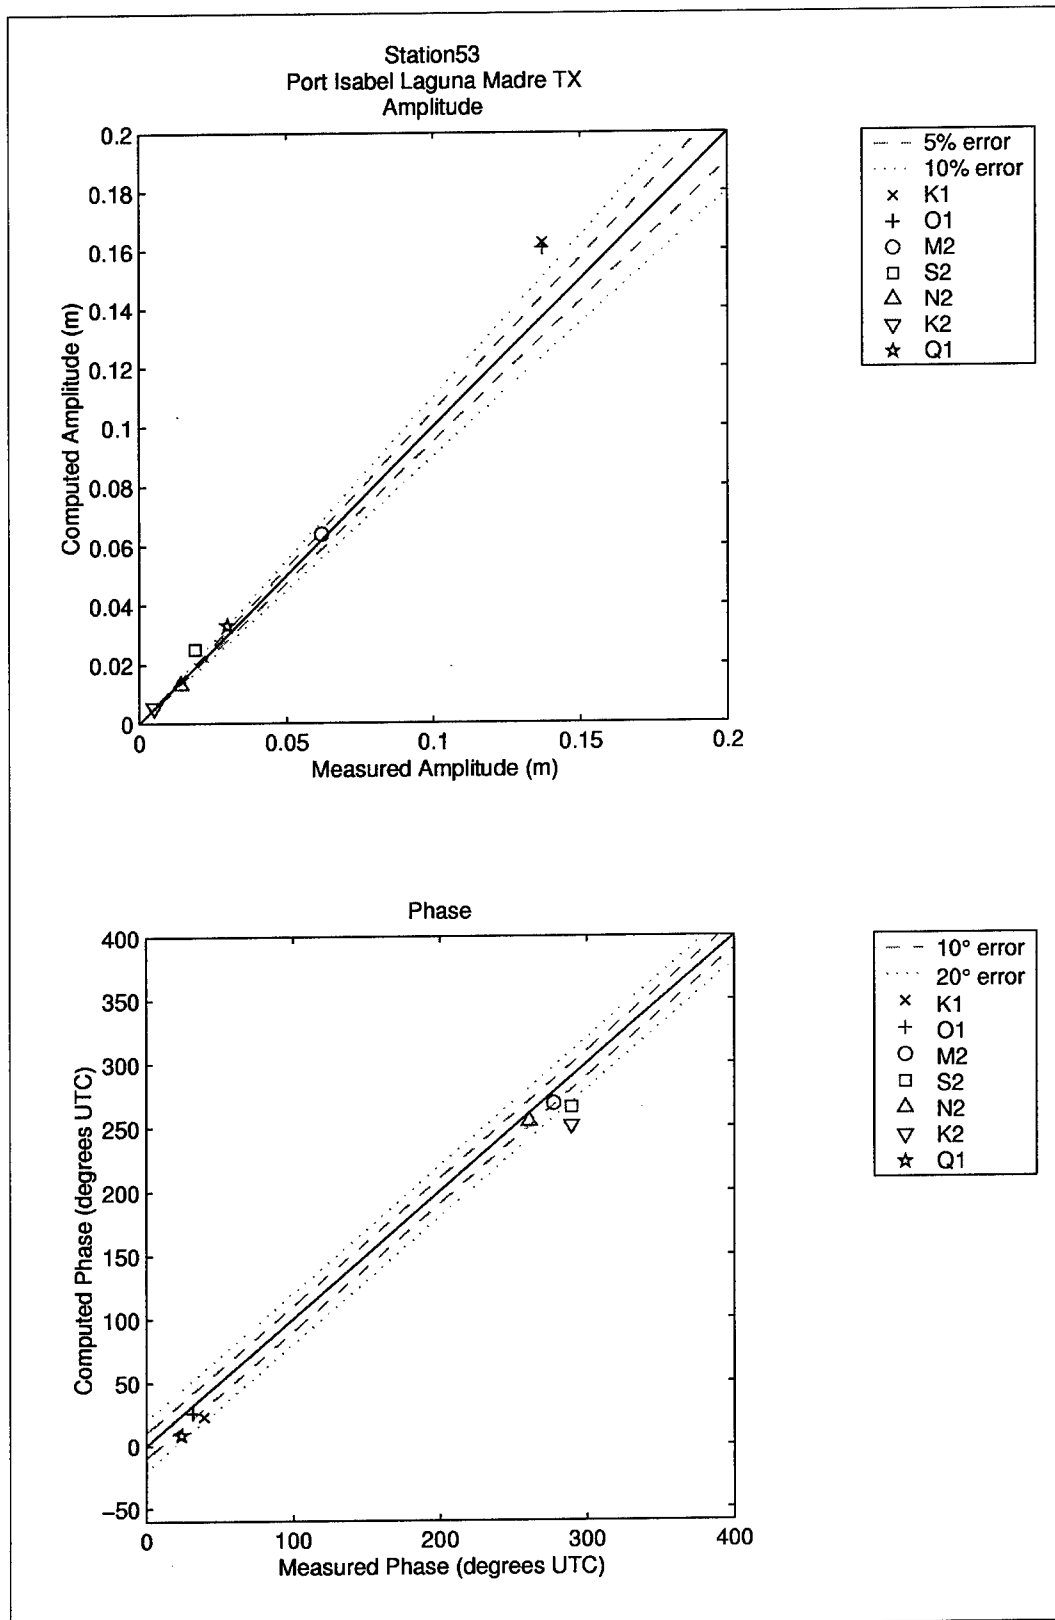 Station53
Port Isabel Laguna Madre TX
Amplitude
0.2
0.18
0.16
0.14
0.12
0.1
0.08
0.06
0.04
0.02
0
Computed Amplitude (m)
0 0.05 0.1 0.15 0.2
Measured Amplitude (m)
5% error
10% error
K1
O1
M2
S2
N2
K2
Q1
Phase
400
350
300
250
200
150
100
50
0
−50
Computed Phase (degrees UTC)
0 100 200 300 400
Measured Phase (degrees UTC)
10° error
20° error
K1
O1
M2
S2
N2
K2
Q1